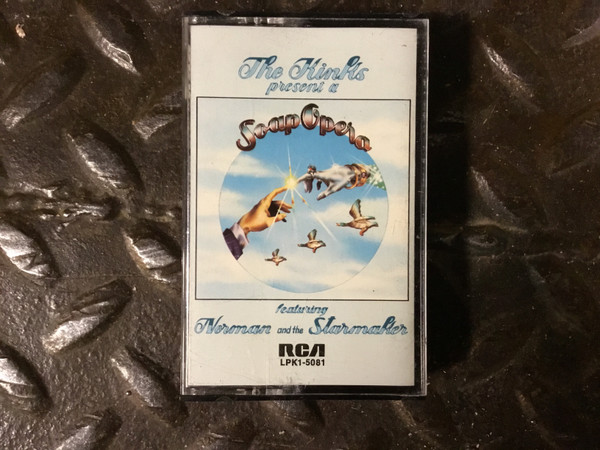 The Kinks
present a
Soap Opera
featuring
Norman and the Starmaker
RCA
LPK1-5081